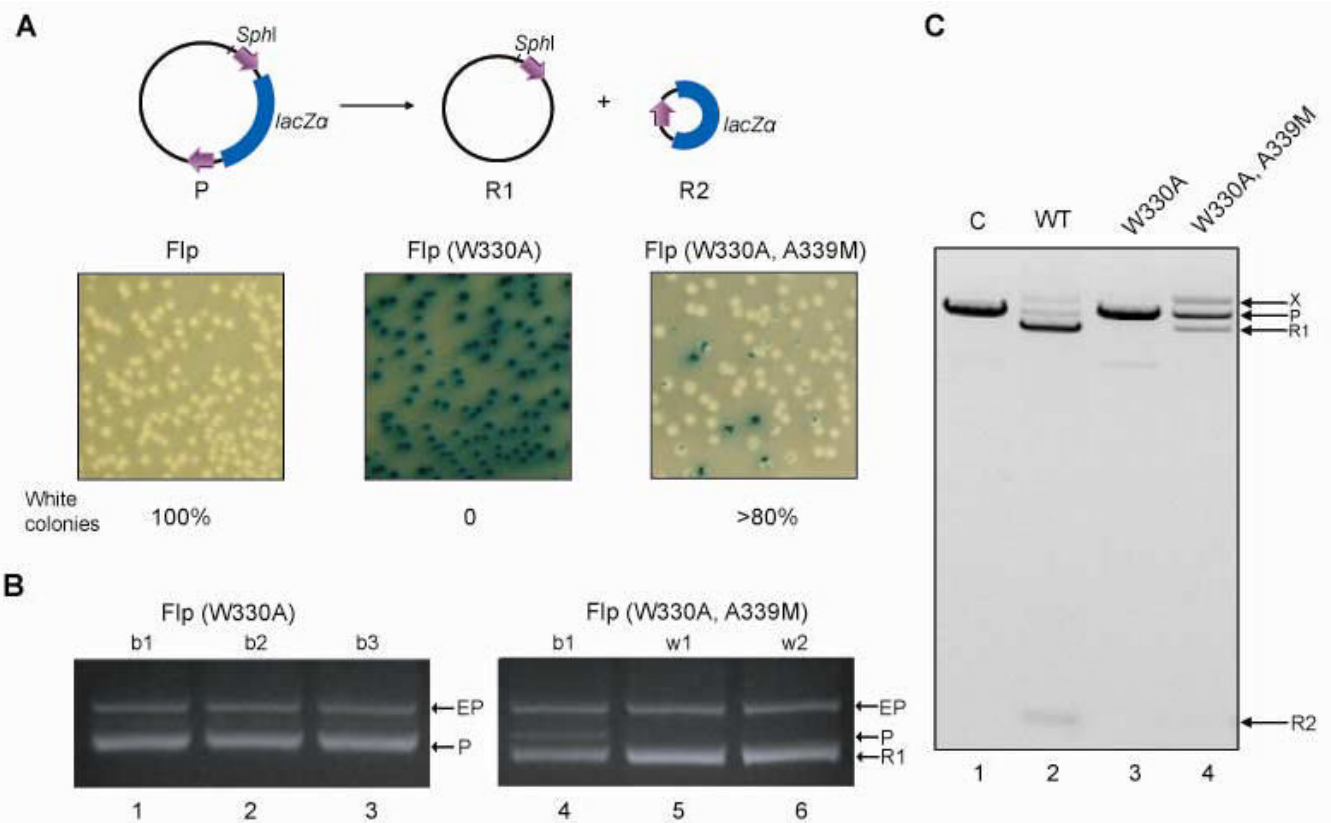 A
SphI
lacZα
P
SphI
R1
+
lacZα
R2
Flp
Flp (W330A)
Flp (W330A, A339M)
White colonies
100%
0
>80%
B
Flp (W330A)
b1 b2 b3
EP
P
1 2 3
Flp (W330A, A339M)
b1 w1 w2
EP
P
R1
4 5 6
C
C WT W330A W330A, A339M
X
P
R1
R2
1 2 3 4